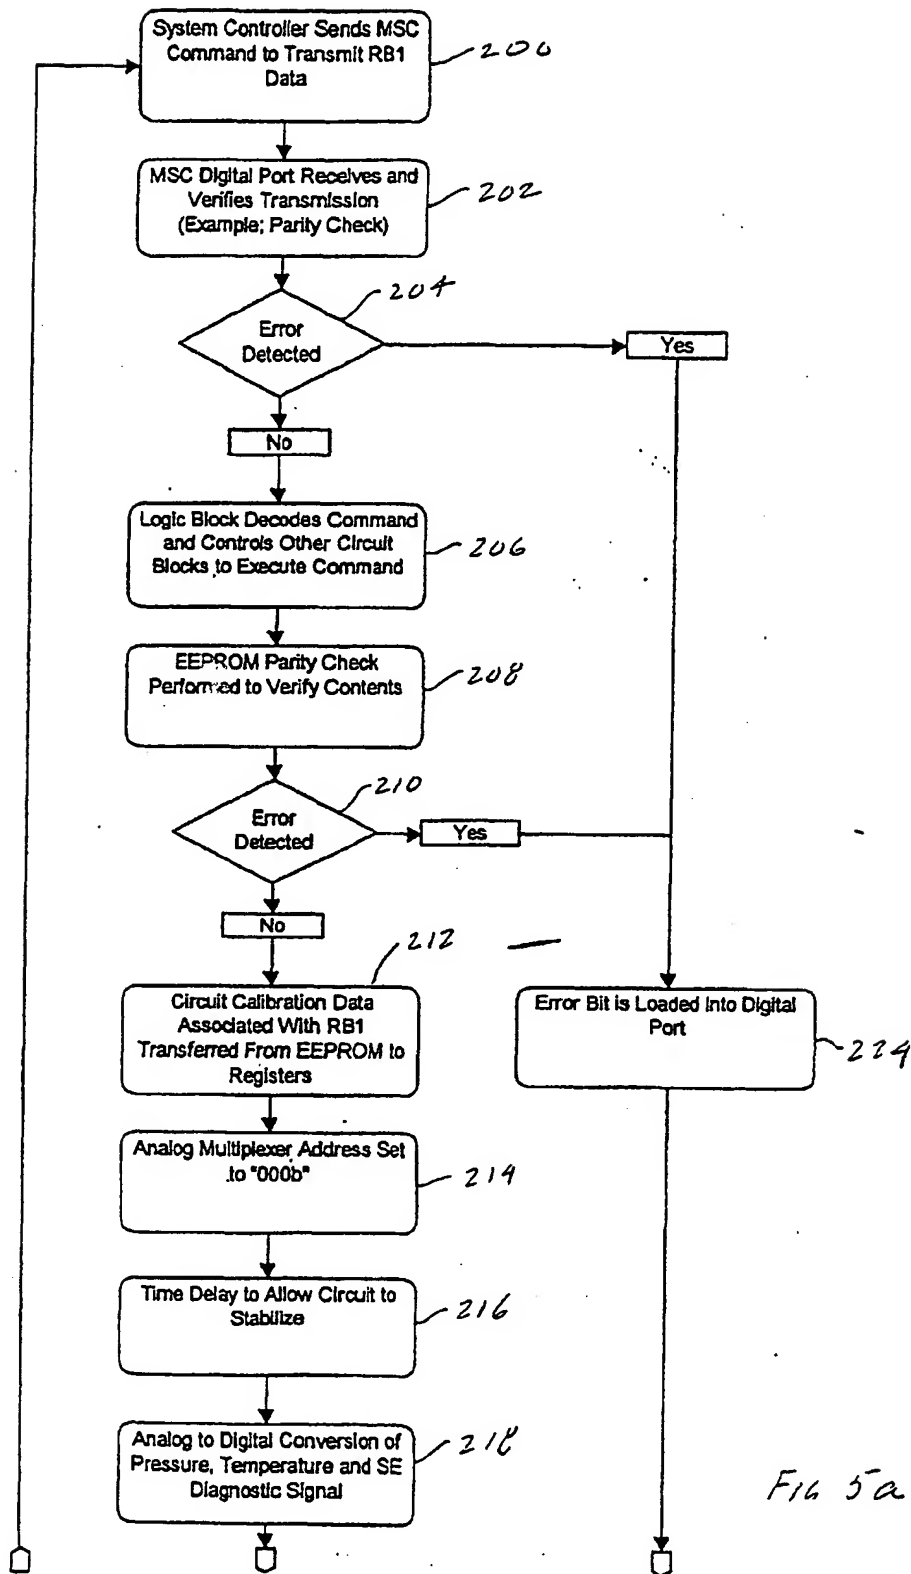 System Controller Sends MSC
Command to Transmit RB1
Data
200
MSC Digital Port Receives and
Verifies Transmission
(Example; Parity Check)
202
204
Error
Detected
Yes
No
Logic Block Decodes Command
and Controls Other Circuit
Blocks to Execute Command
206
EEPROM Parity Check
Performed to Verify Contents
208
210
Error
Detected
Yes
No
212
Circuit Calibration Data
Associated With RB1
Transferred From EEPROM to
Registers
Error Bit is Loaded Into Digital
Port
224
Analog Multiplexer Address Set
to "000b"
214
Time Delay to Allow Circuit to
Stabilize
216
Analog to Digital Conversion of
Pressure, Temperature and SE
Diagnostic Signal
218
FIG 5a